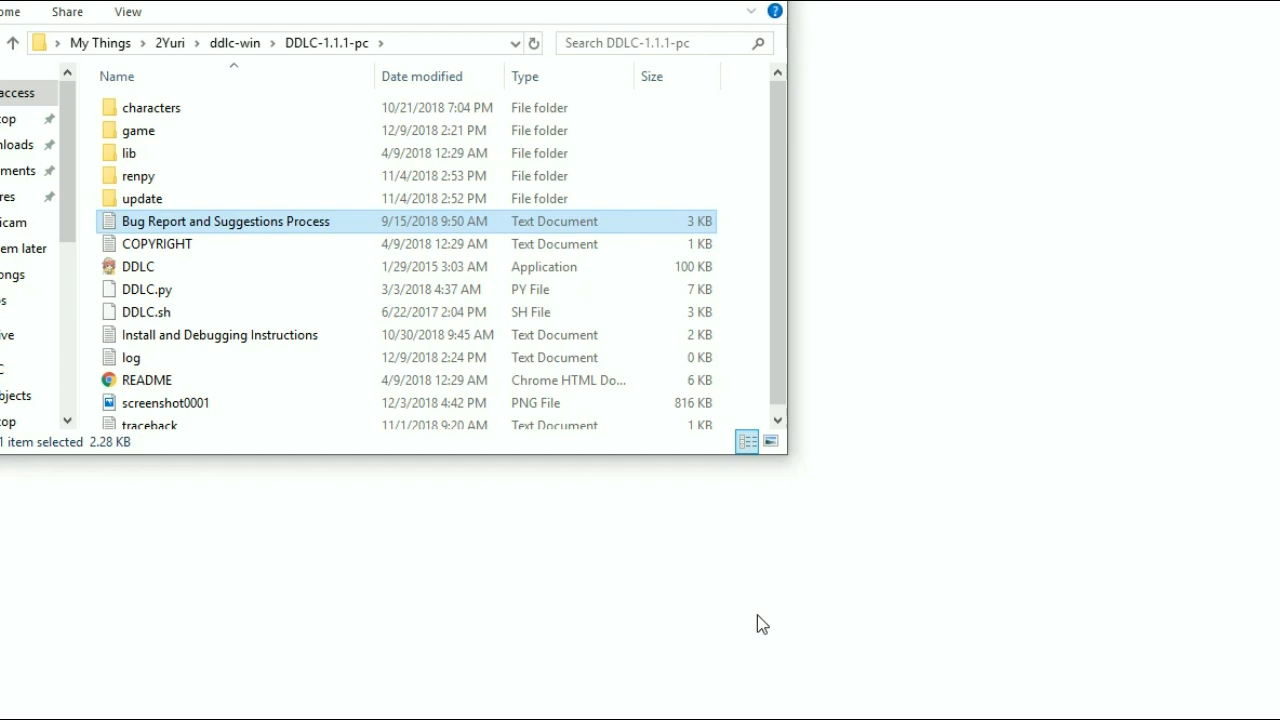 ome Share View
My Things 2Yuri ddlc-win DDLC-1.1.1-pc Search DDLC-1.1.1-pc
Name Date modified Type Size
access
op
nloads
ments
res
icam
em later
ongs
s
ive
C
bjects
top
characters 10/21/2018 7:04 PM File folder
game 12/9/2018 2:21 PM File folder
lib 4/9/2018 12:29 AM File folder
renpy 11/4/2018 2:53 PM File folder
update 11/4/2018 2:52 PM File folder
Bug Report and Suggestions Process 9/15/2018 9:50 AM Text Document 3 KB
COPYRIGHT 4/9/2018 12:29 AM Text Document 1 KB
DDLC 1/29/2015 3:03 AM Application 100 KB
DDLC.py 3/3/2018 4:37 AM PY File 7 KB
DDLC.sh 6/22/2017 2:04 PM SH File 3 KB
Install and Debugging Instructions 10/30/2018 9:45 AM Text Document 2 KB
log 12/9/2018 2:24 PM Text Document 0 KB
README 4/9/2018 12:29 AM Chrome HTML Do... 6 KB
screenshot0001 12/3/2018 4:42 PM PNG File 816 KB
traceback 11/1/2018 9:20 AM Text Document 1 KB
1 item selected 2.28 KB